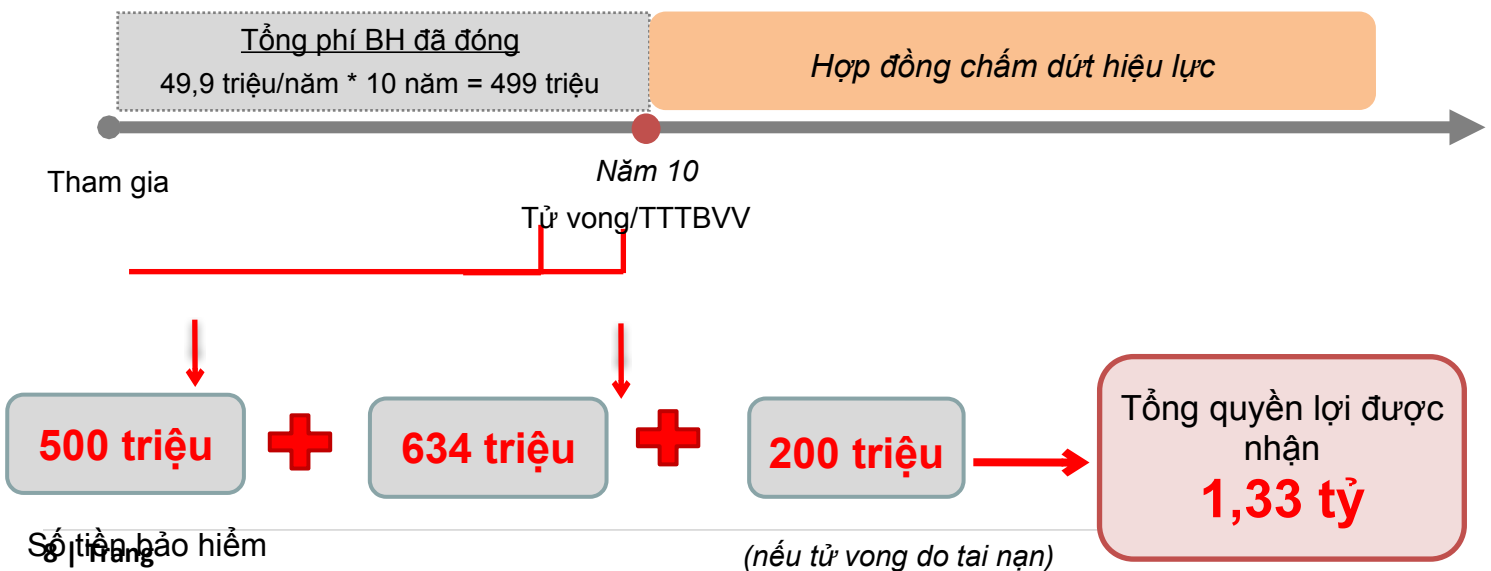 Tổng phí BH đã đóng
49,9 triệu/năm * 10 năm = 499 triệu
Hợp đồng chấm dứt hiệu lực
Tham gia
Năm 10
Tử vong/TTTBVV
500 triệu
634 triệu
200 triệu
Tổng quyền lợi được
nhận
1,33 tỷ
Số tiền bảo hiểm
8 | Trang
(nếu tử vong do tai nạn)